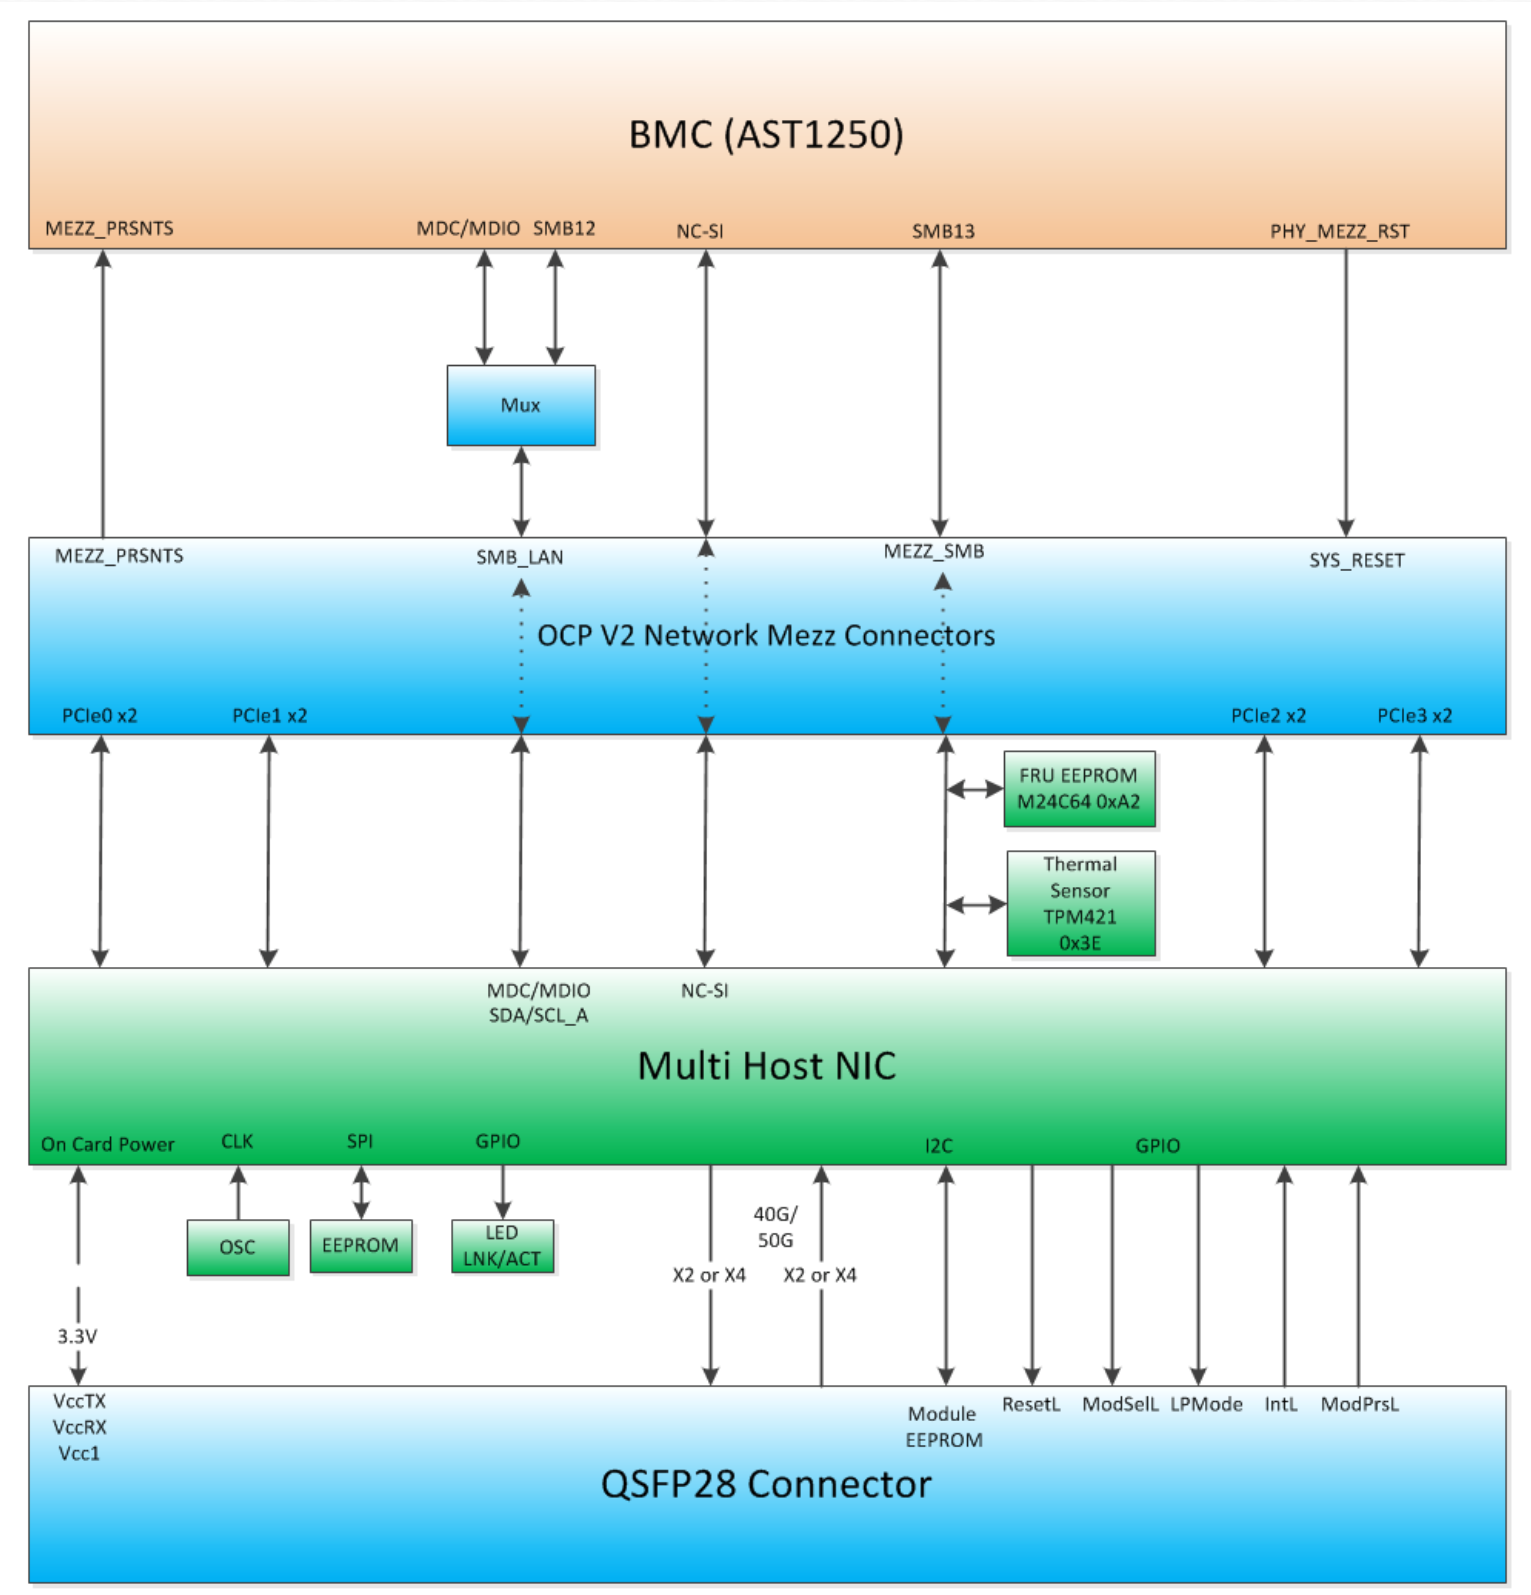 BMC (AST1250)
MEZZ_PRSNTS
MDC/MDIO
SMB12
NC-SI
SMB13
PHY_MEZZ_RST
Mux
MEZZ_PRSNTS
SMB_LAN
MEZZ_SMB
SYS_RESET
OCP V2 Network Mezz Connectors
PCIe0 x2
PCIe1 x2
PCIe2 x2
PCIe3 x2
FRU EEPROM
M24C64 0xA2
Thermal
Sensor
TPM421
0x3E
MDC/MDIO
SDA/SCL_A
NC-SI
Multi Host NIC
On Card Power
CLK
SPI
GPIO
I2C
GPIO
OSC
EEPROM
LED
LNK/ACT
40G/
50G
X2 or X4
X2 or X4
3.3V
VccTX
VccRX
Vcc1
Module
EEPROM
ResetL
ModSelL
LPMode
IntL
ModPrsL
QSFP28 Connector